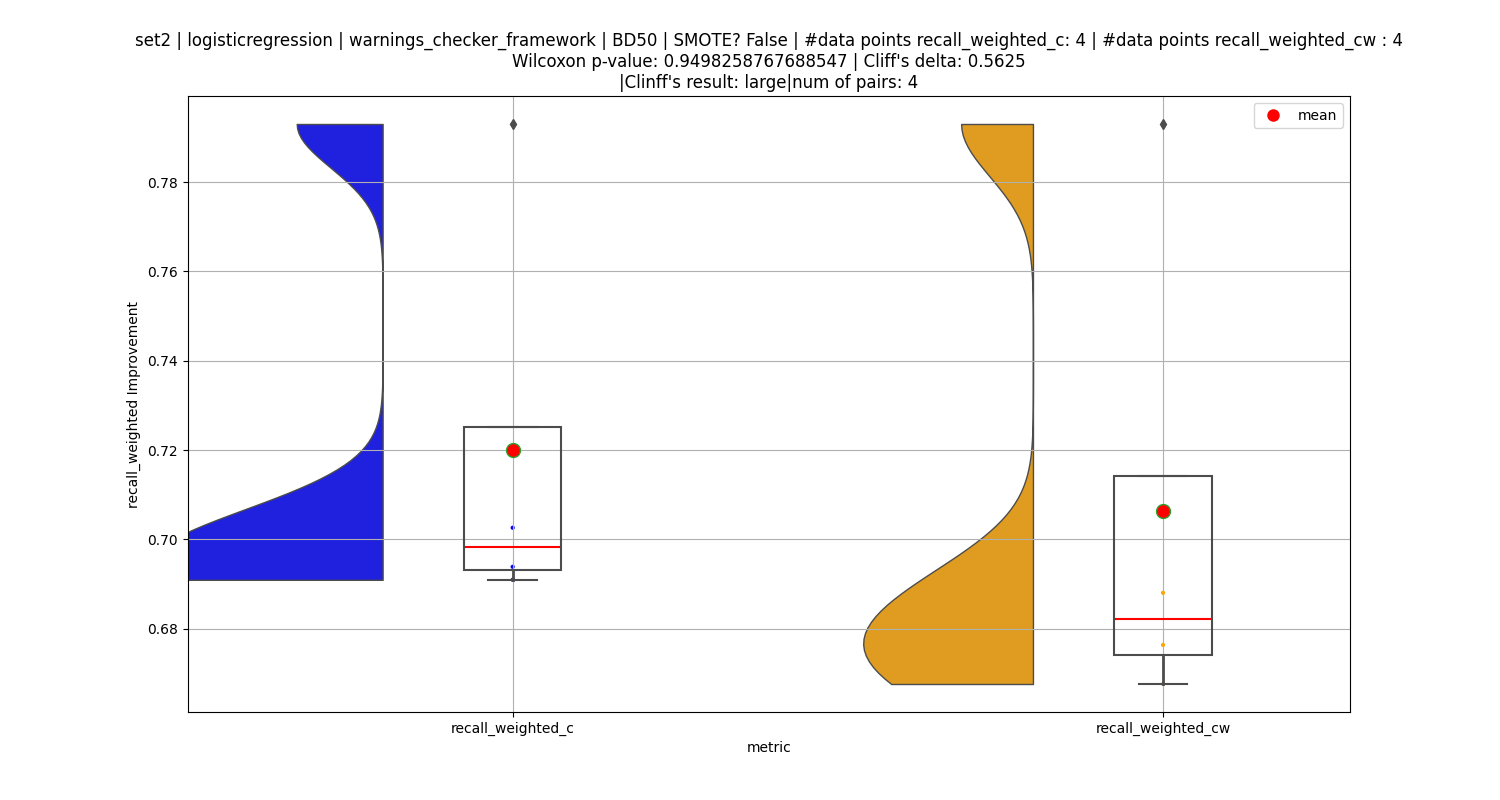 set2 | logisticregression | warnings_checker_framework | BD50 | SMOTE? False | #data points recall_weighted_c: 4 | #data points recall_weighted_cw : 4
Wilcoxon p-value: 0.9498258767688547 | Cliff's delta: 0.5625
|Clinff's result: large|num of pairs: 4
mean
0.78
0.76
0.74
0.72
0.70
0.68
recall_weighted Improvement
recall_weighted_c
recall_weighted_cw
metric